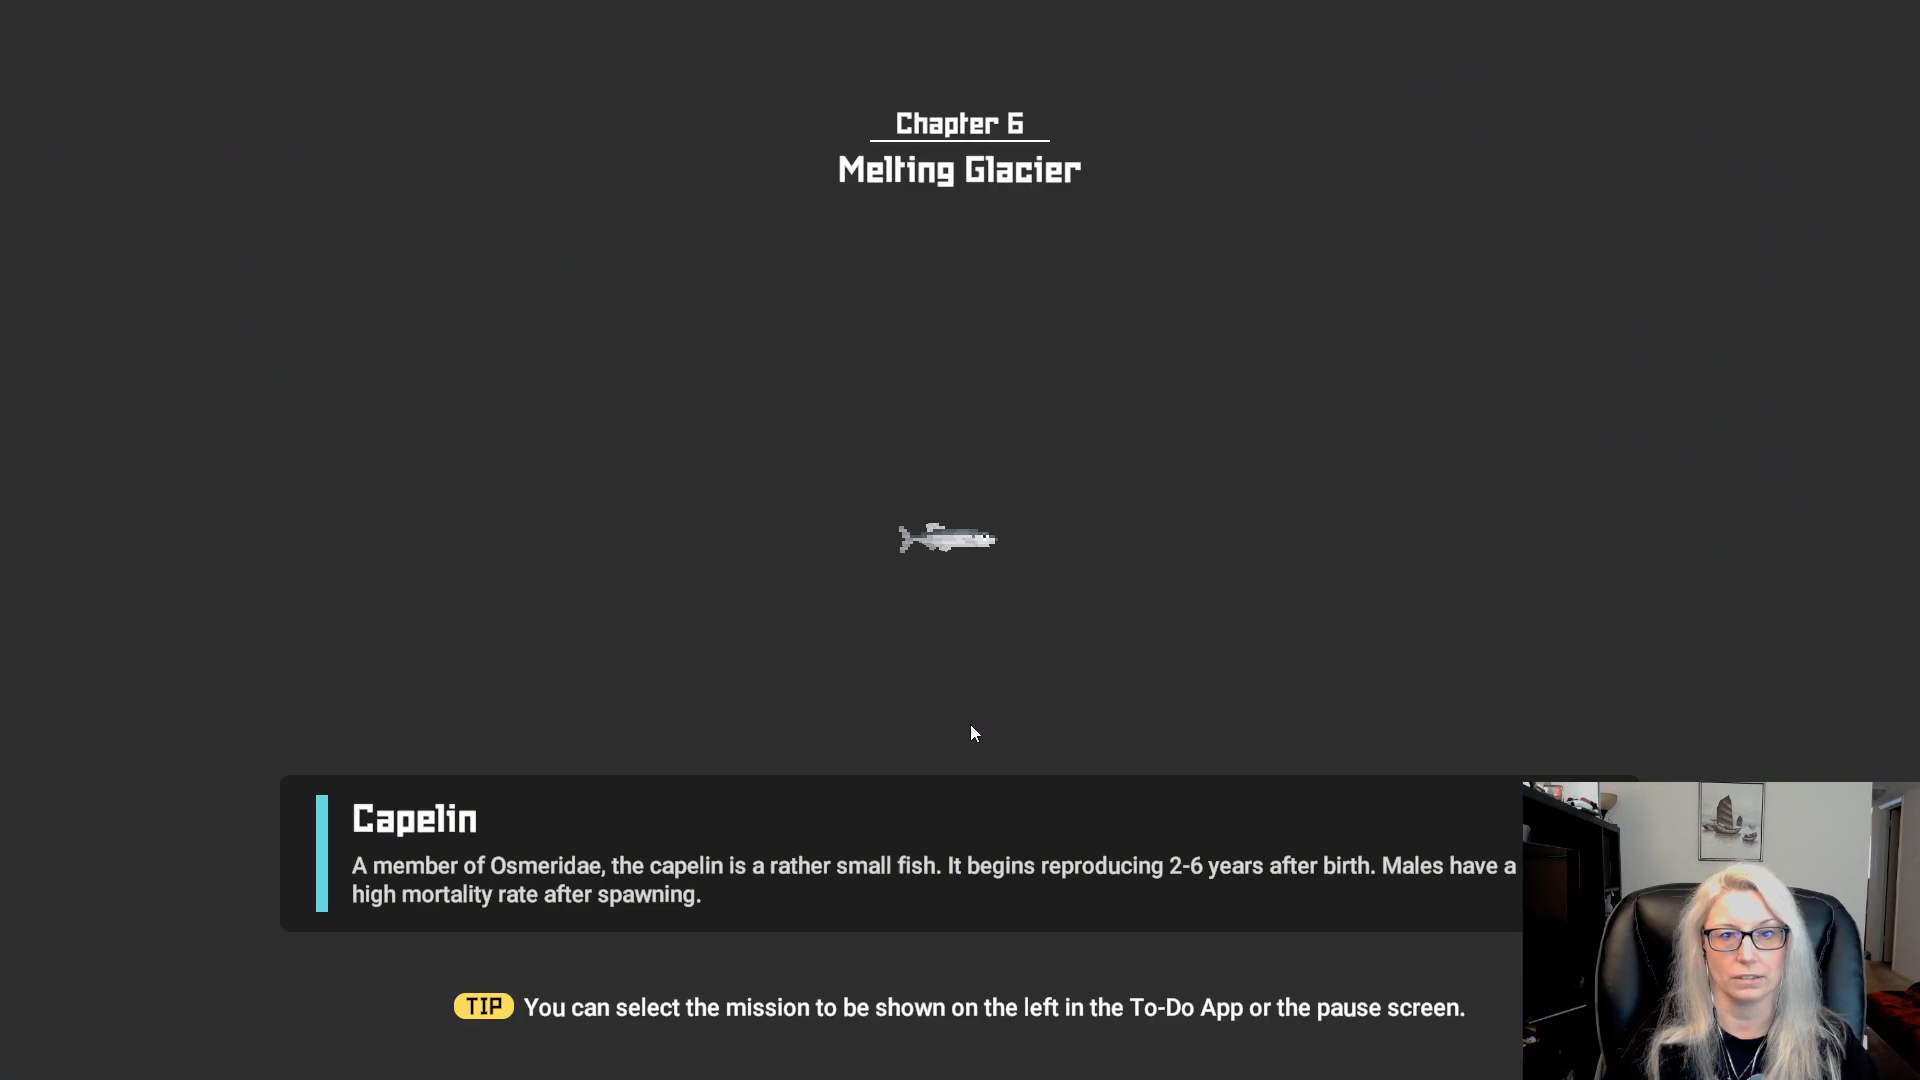 Chapter 6
Melting Glacier
Capelin
A member of Osmeridae, the capelin is a rather small fish. It begins reproducing 2-6 years after birth. Males have a
high mortality rate after spawning.
TIP You can select the mission to be shown on the left in the To-Do App or the pause screen.